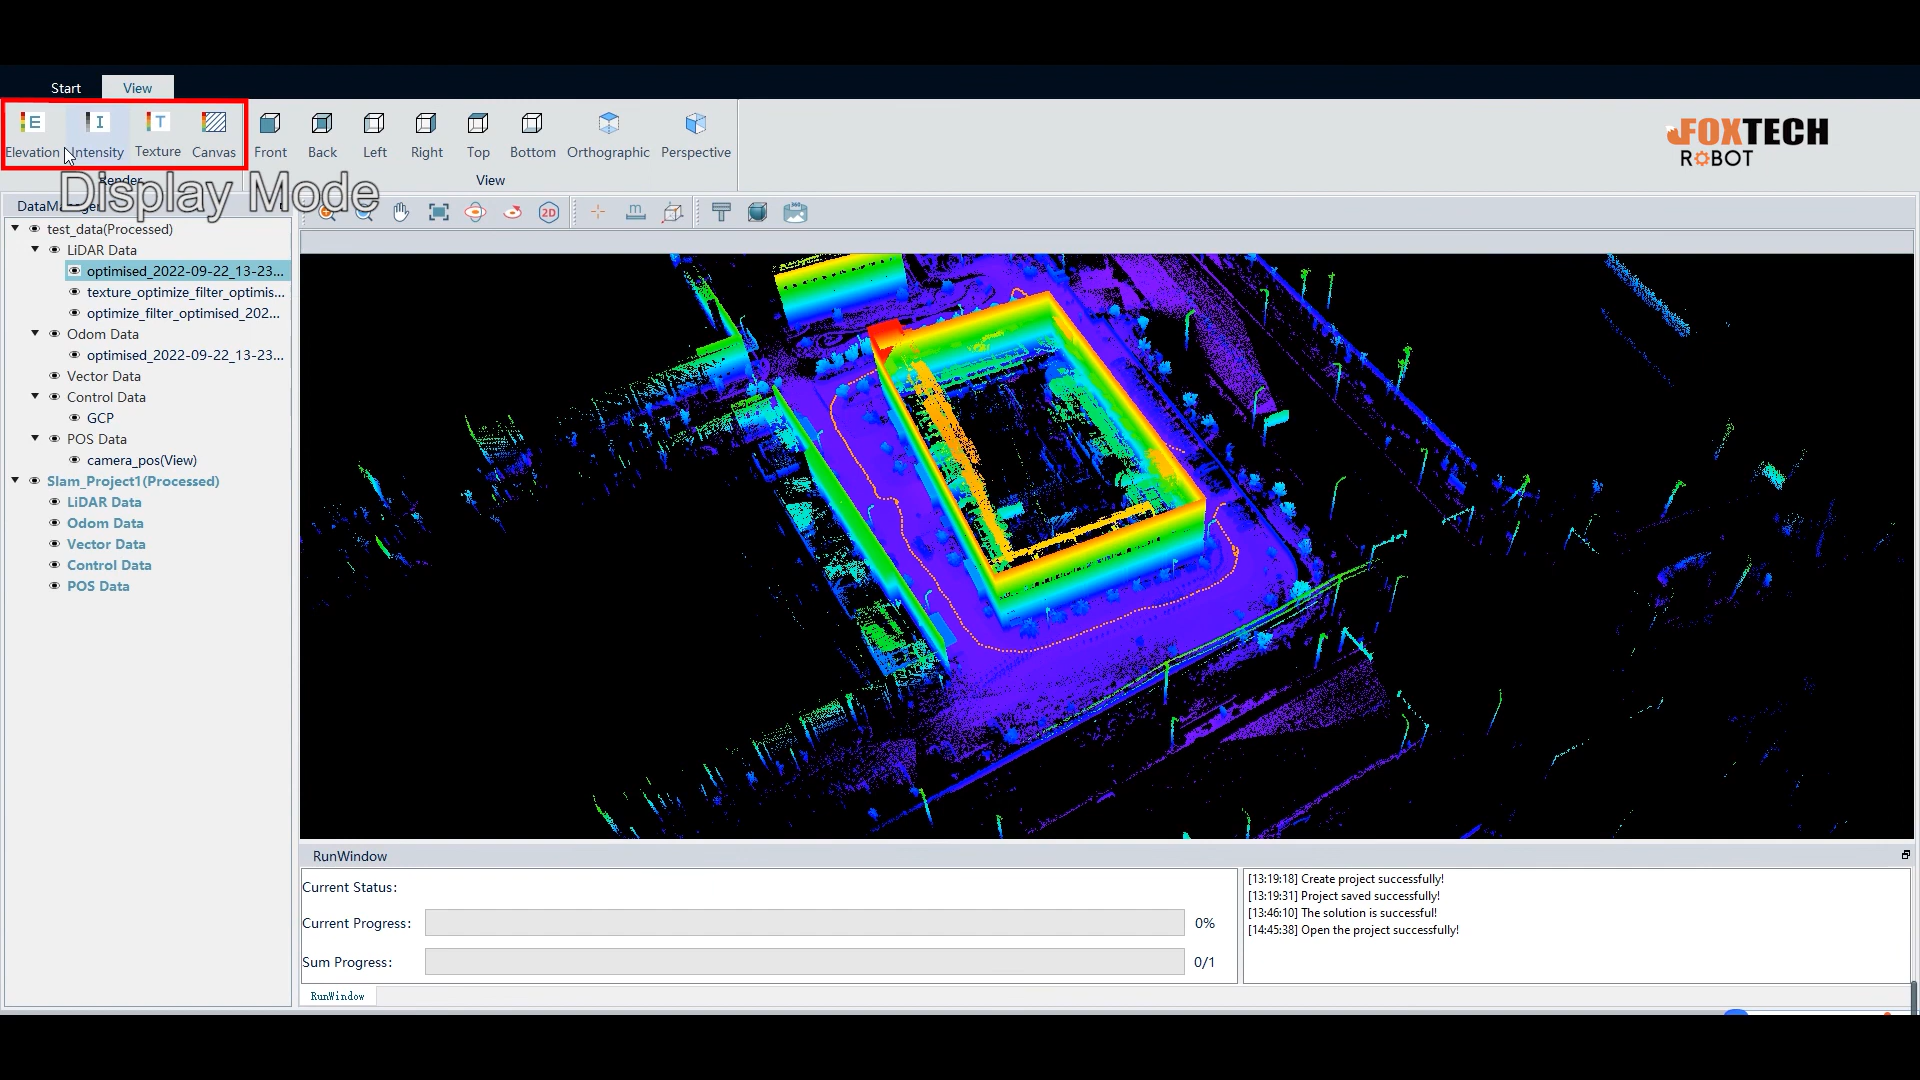 Start View
FOXTECH
ROBOT
E I T
Elevation Intensity Texture Canvas Front Back Left Right Top Bottom Orthographic Perspective
Render View
Display Mode
2D
test_data(Processed)
LiDAR Data
optimised_2022-09-22_13-23...
texture_optimize_filter_optimis...
optimize_filter_optimised_202...
Odom Data
optimised_2022-09-22_13-23...
Vector Data
Control Data
GCP
POS Data
camera_pos(View)
Slam_Project1(Processed)
LiDAR Data
Odom Data
Vector Data
Control Data
POS Data
RunWindow
Current Status:
Current Progress: 0%
Sum Progress: 0/1
RunWindow
[13:19:18] Create project successfully!
[13:19:31] Project saved successfully!
[13:46:10] The solution is successful!
[14:45:38] Open the project successfully!